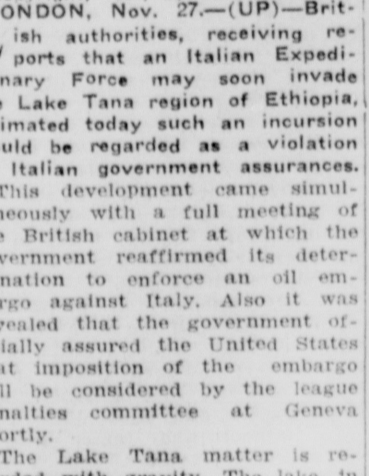 ONDON, Nov. 27.—(UP)—Brit-
ish authorities, receiving re-
ports that an Italian Expedi-
nary Force may soon invade
Lake Tana region of Ethiopia,
imated today such an incursion
uld be regarded as a violation
Italian government assurances.
This development came simul-
neously with a full meeting of
British cabinet at which the
vernment reaffirmed its deter-
nation to enforce an oil em-
rgo against Italy. Also it was
vealed that the government of-
ially assured the United States
at imposition of the embargo
ll be considered by the league
nalties committee at Geneva
ortly.
The Lake Tana matter is re-